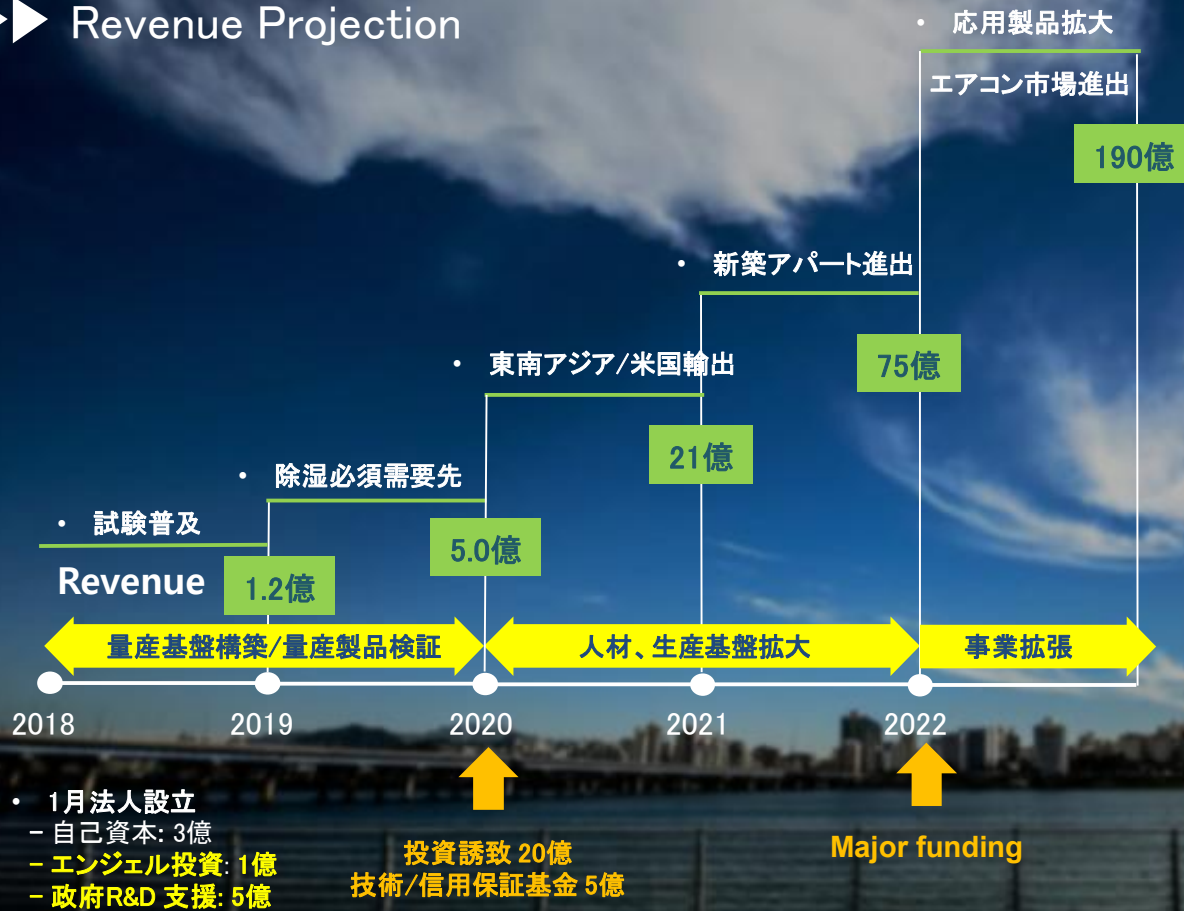 Revenue Projection
• 応用製品拡大
エアコン市場進出
190億
• 新築アパート進出
75億
• 東南アジア/米国輸出
21億
• 除湿必須需要先
5.0億
• 試験普及
Revenue
1.2億
量産基盤構築/量産製品検証
人材、生産基盤拡大
事業拡張
2018
2019
2020
2021
2022
• 1月法人設立
– 自己資本: 3億
– エンジェル投資: 1億
– 政府R&D 支援: 5億
投資誘致 20億
技術/信用保証基金 5億
Major funding